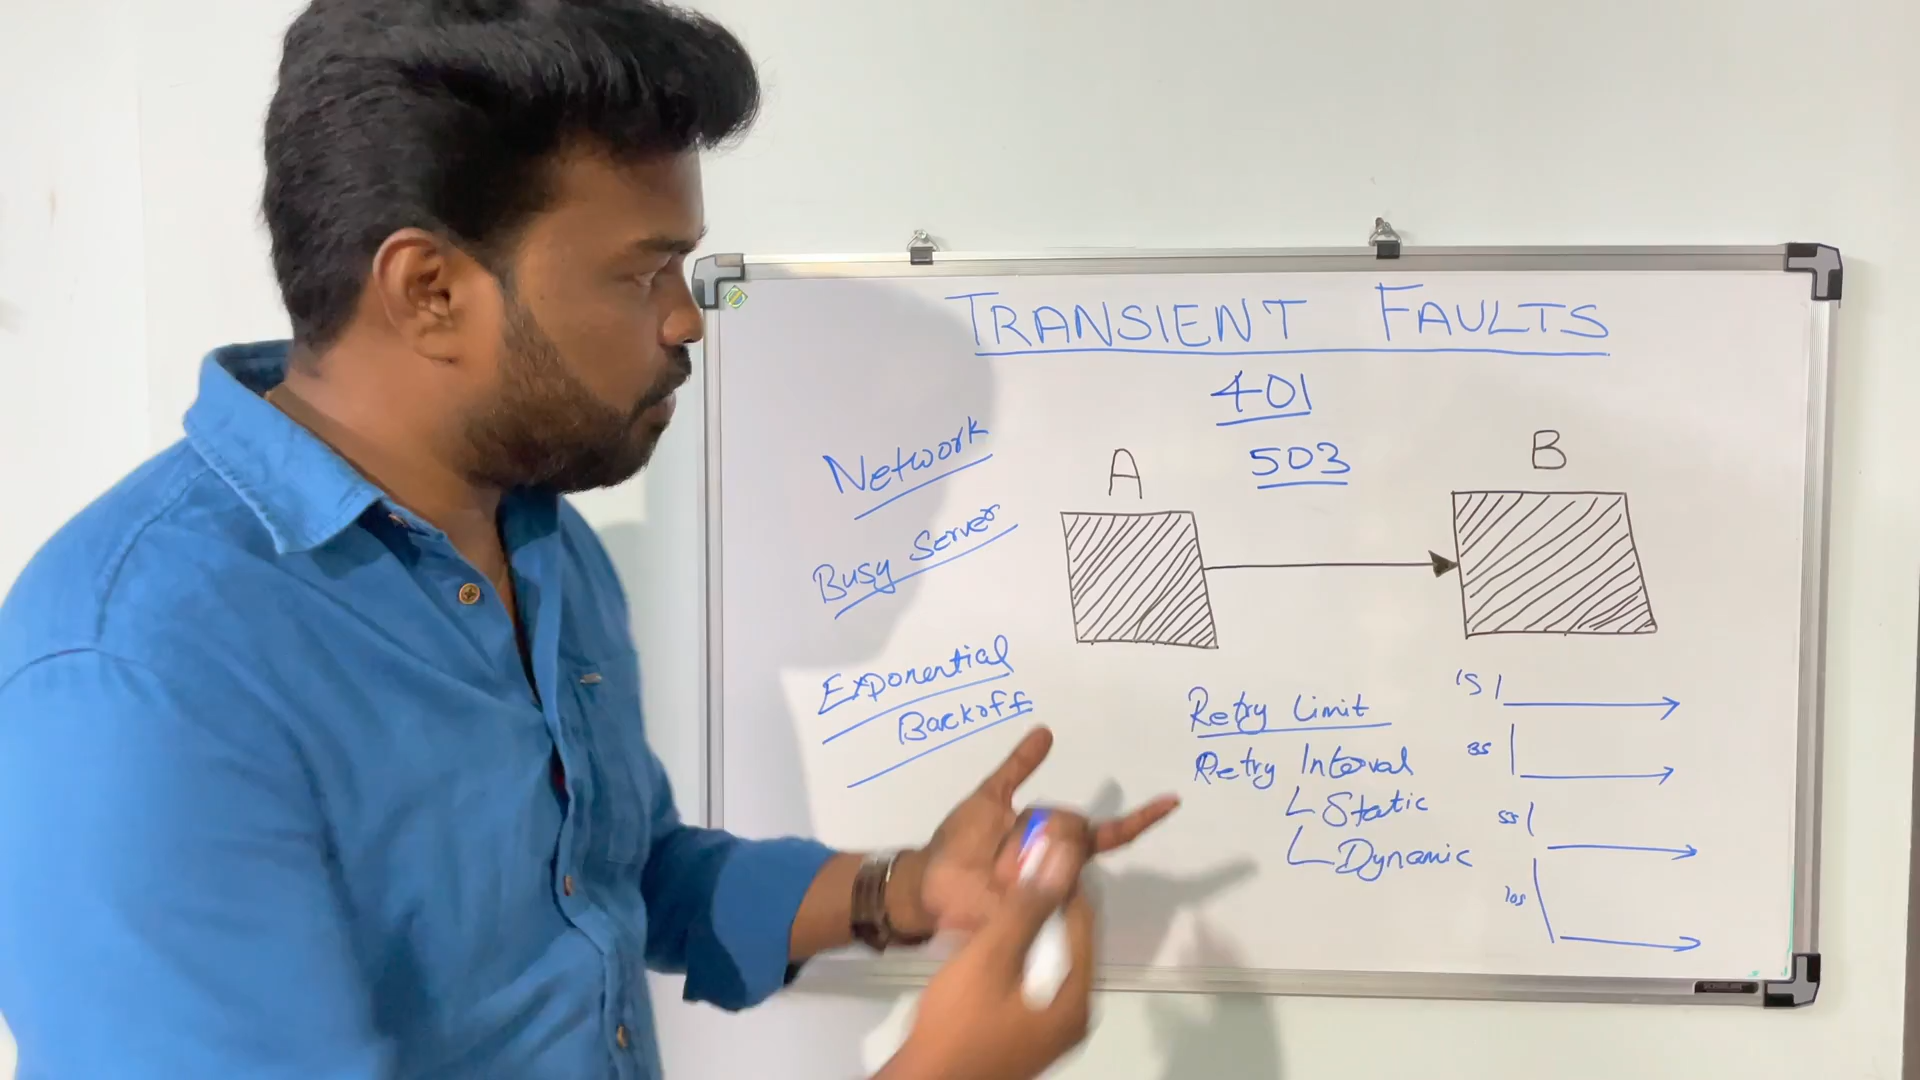 TRANSIENT FAULTS
401
503
Network
Busy Server
Exponential
Backoff
A
B
Retry Limit
Retry Interval
Static
Dynamic
1S
3S
5S
10S